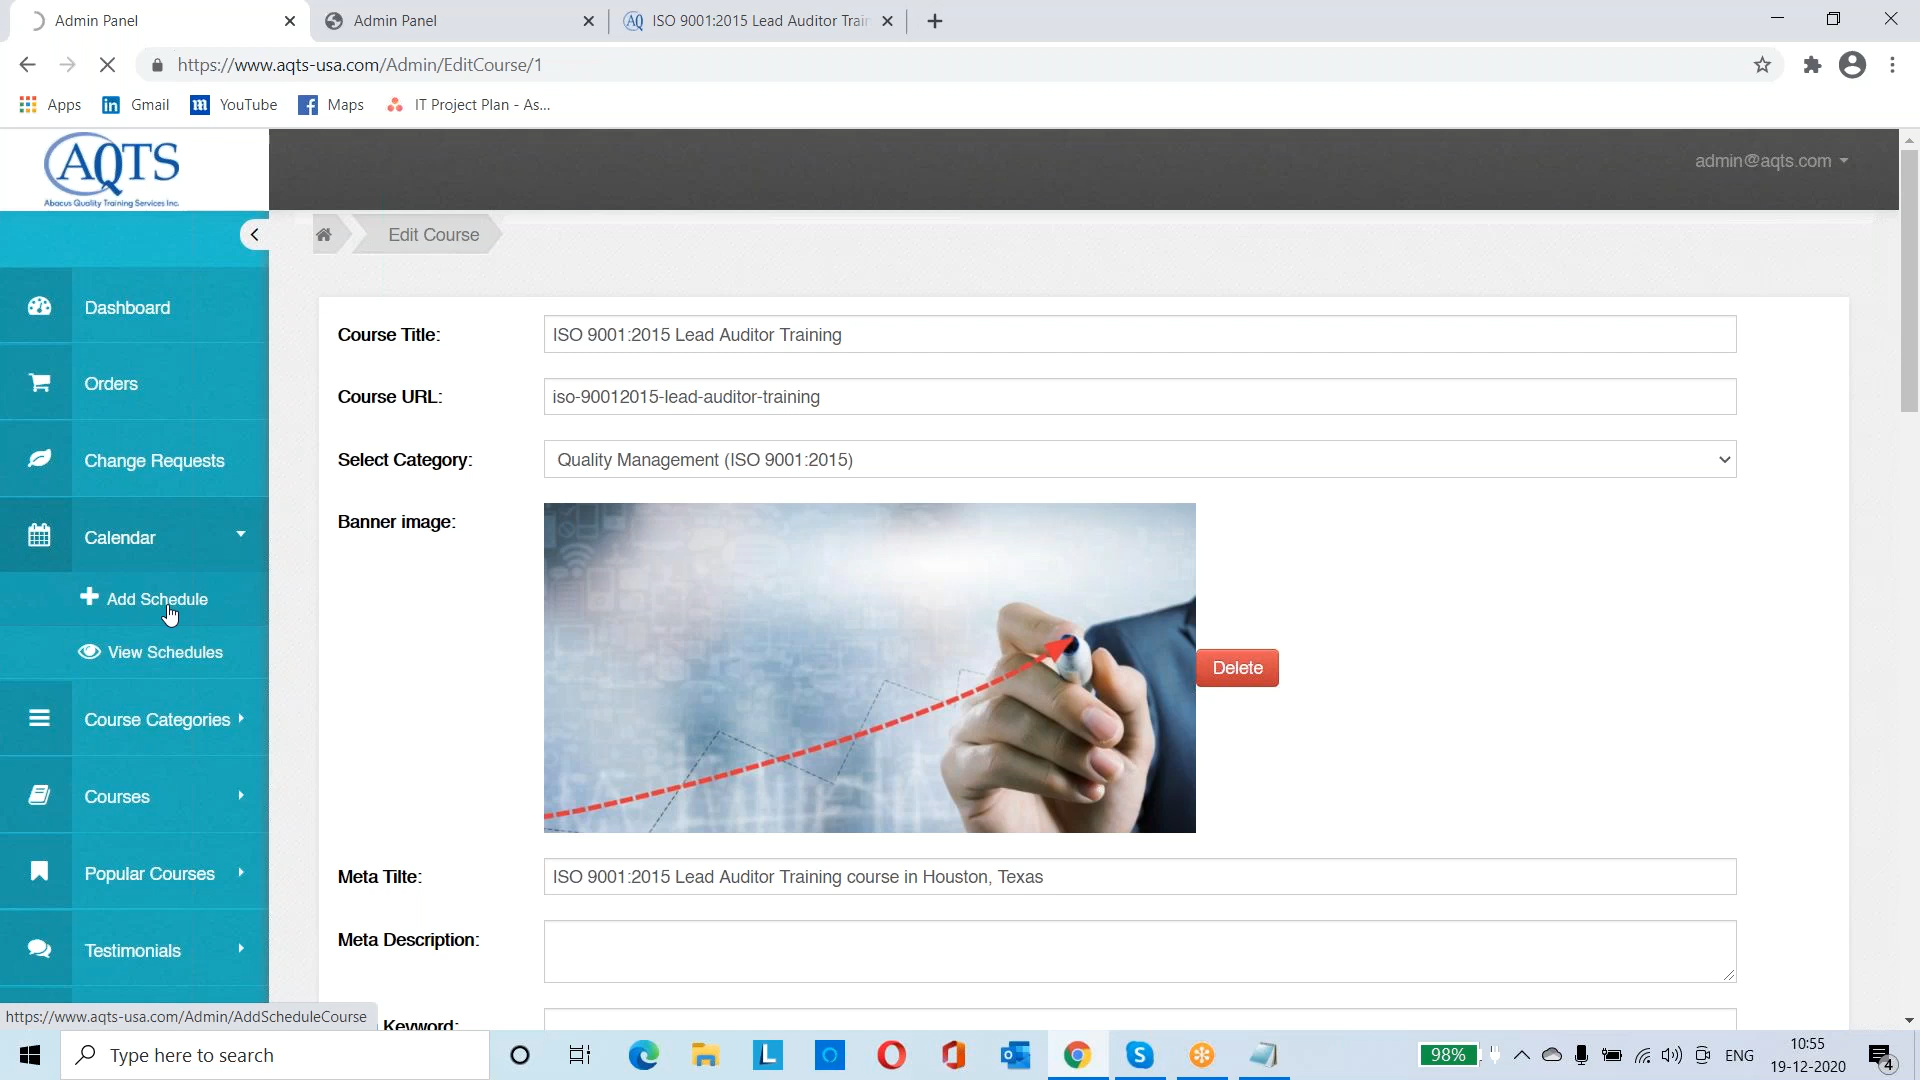 Admin Panel
Admin Panel
ISO 9001:2015 Lead Auditor Train
https://www.aqts-usa.com/Admin/EditCourse/1
Apps
Gmail
YouTube
Maps
IT Project Plan - As...
AQTS
Abacus Quality Training Services Inc.
admin@aqts.com
Edit Course
Dashboard
Orders
Change Requests
Calendar
Add Schedule
View Schedules
Course Categories
Courses
Popular Courses
Testimonials
Course Title:
ISO 9001:2015 Lead Auditor Training
Course URL:
iso-90012015-lead-auditor-training
Select Category:
Quality Management (ISO 9001:2015)
Banner image:
Delete
Meta Tilte:
ISO 9001:2015 Lead Auditor Training course in Houston, Texas
Meta Description:
Keyword:
https://www.aqts-usa.com/Admin/AddScheduleCourse
Type here to search
98%
ENG
10:55
19-12-2020
4